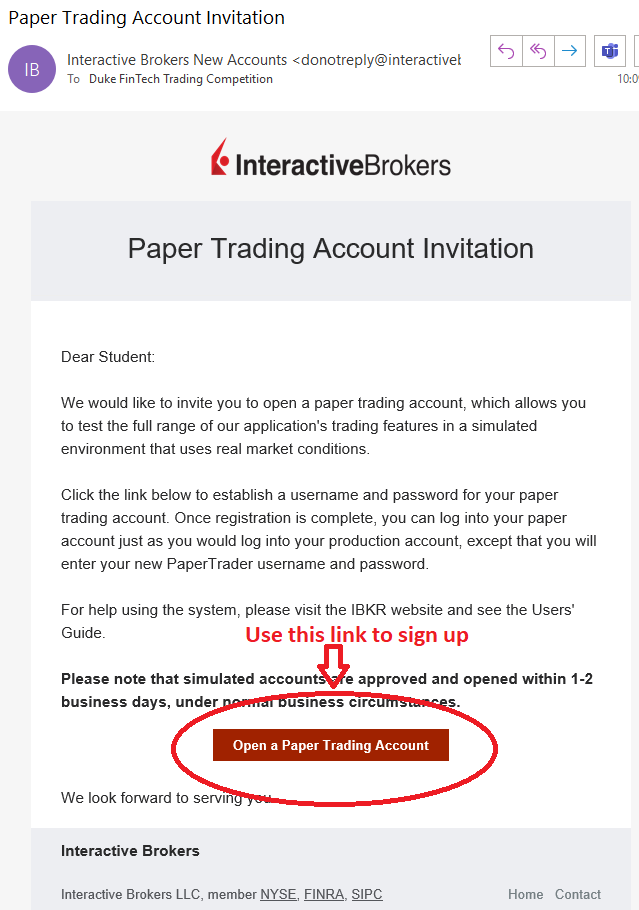 Paper Trading Account Invitation
IB
Interactive Brokers New Accounts <donotreply@interactiveb
To Duke FinTech Trading Competition
10:0
InteractiveBrokers
Paper Trading Account Invitation
Dear Student:
We would like to invite you to open a paper trading account, which allows you
to test the full range of our application's trading features in a simulated
environment that uses real market conditions.
Click the link below to establish a username and password for your paper
trading account. Once registration is complete, you can log into your paper
account just as you would log into your production account, except that you will
enter your new PaperTrader username and password.
For help using the system, please visit the IBKR website and see the Users'
Guide.
Use this link to sign up
Please note that simulated accounts are approved and opened within 1-2
business days, under normal business circumstances.
Open a Paper Trading Account
We look forward to serving you.
Interactive Brokers
Interactive Brokers LLC, member NYSE, FINRA, SIPC
Home Contact